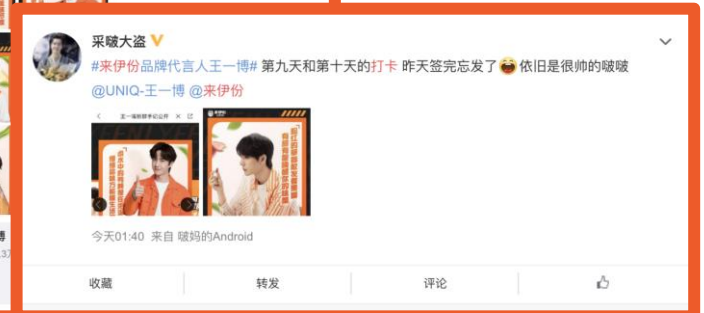 采啵大盗
#来伊份品牌代言人王一博# 第九天和第十天的打卡 昨天签完忘发了😆依旧是很帅的啵啵
@UNIQ-王一博 @来伊份
今天01:40 来自 啵妈的Android
收藏
转发
评论